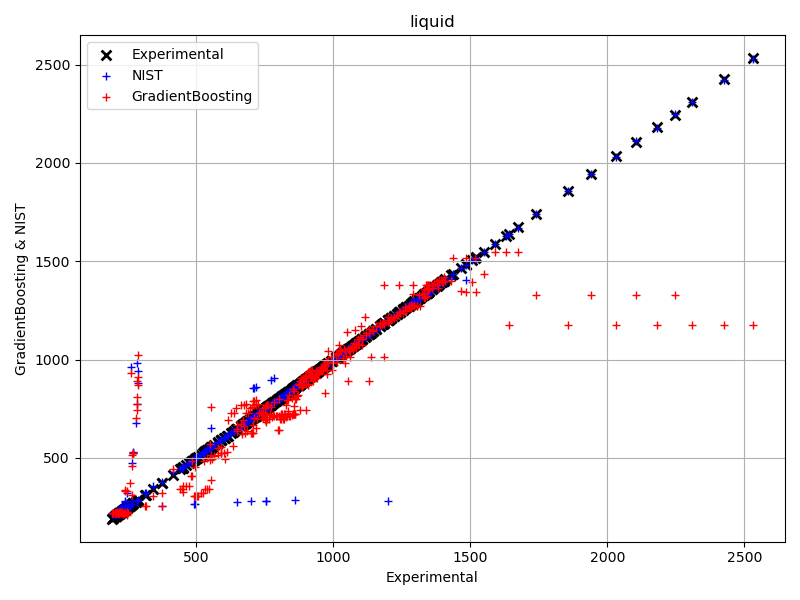 liquid
Experimental
NIST
GradientBoosting
GradientBoosting & NIST
2500
2000
1500
1000
500
500
1000
1500
2000
2500
Experimental